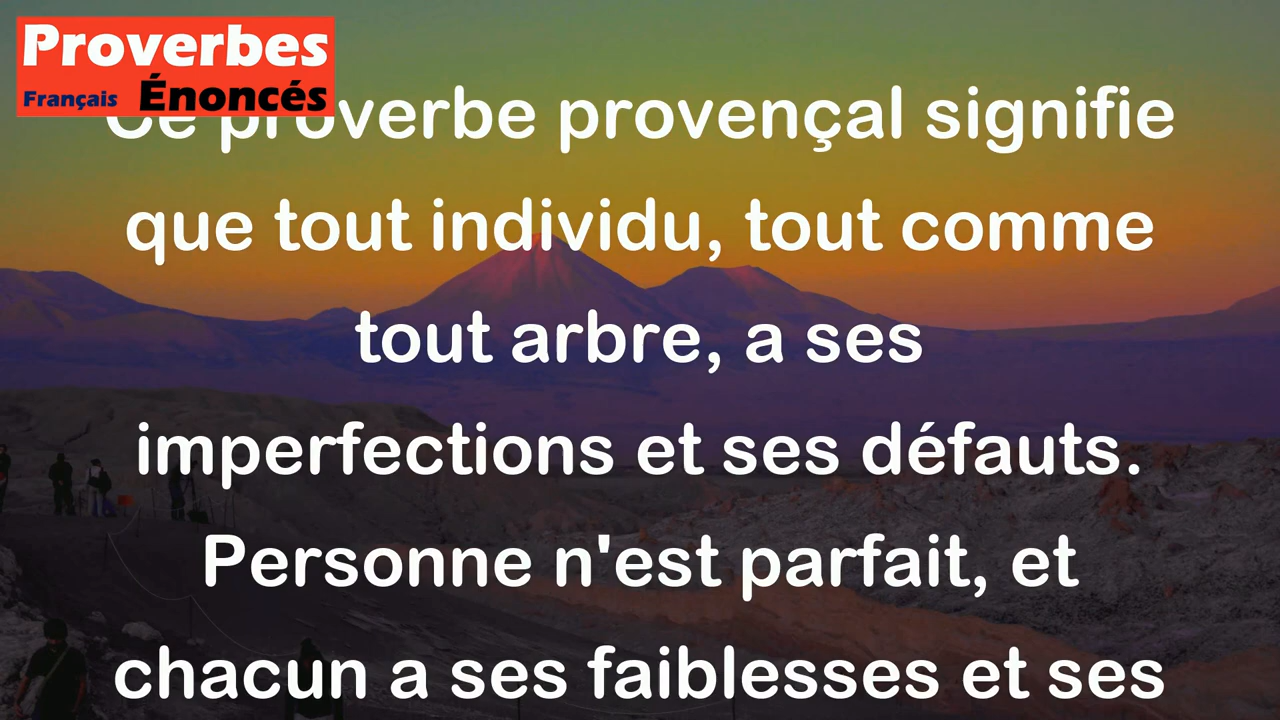 Proverbes
Français Énoncés
Ce proverbe provençal signifie
que tout individu, tout comme
tout arbre, a ses
imperfections et ses défauts.
Personne n'est parfait, et
chacun a ses faiblesses et ses